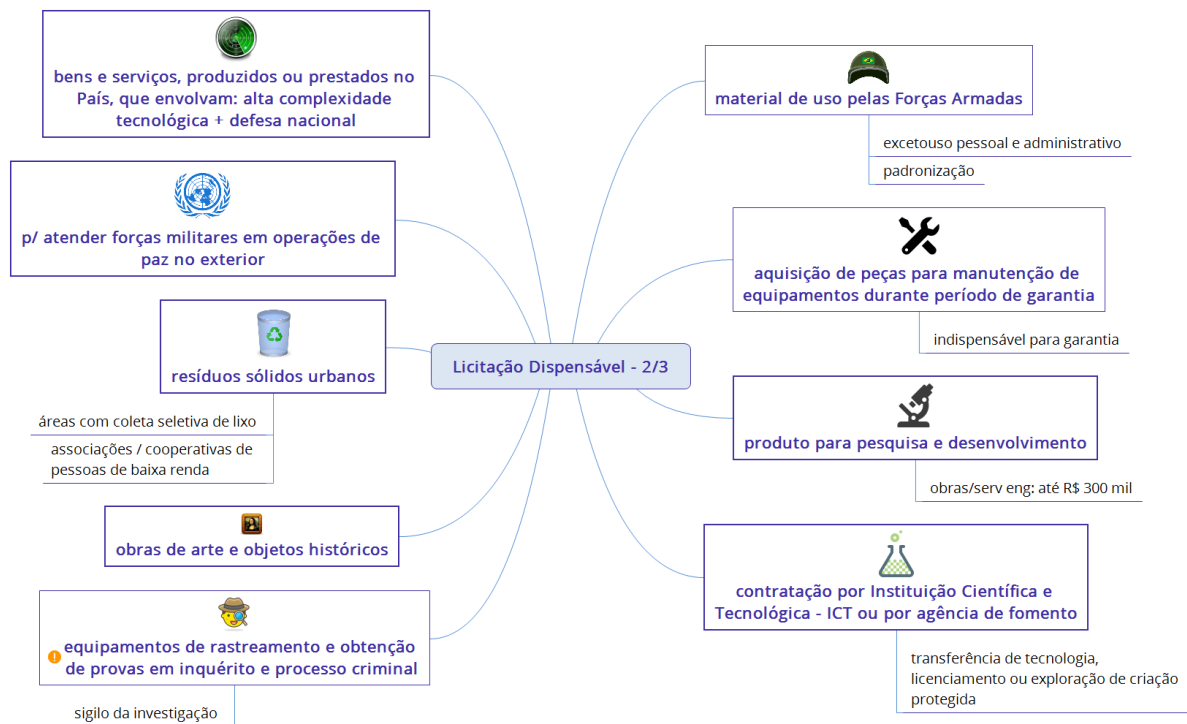 Licitação Dispensável - 2/3
material de uso pelas Forças Armadas
excetouso pessoal e administrativo
padronização
aquisição de peças para manutenção de
equipamentos durante período de garantia
indispensável para garantia
produto para pesquisa e desenvolvimento
obras/serv eng: até R$ 300 mil
contratação por Instituição Científica e
Tecnológica - ICT ou por agência de fomento
transferência de tecnologia,
licenciamento ou exploração de criação
protegida
bens e serviços, produzidos ou prestados no
País, que envolvam: alta complexidade
tecnológica + defesa nacional
p/ atender forças militares em operações de
paz no exterior
resíduos sólidos urbanos
áreas com coleta seletiva de lixo
associações / cooperativas de
pessoas de baixa renda
obras de arte e objetos históricos
equipamentos de rastreamento e obtenção
de provas em inquérito e processo criminal
sigilo da investigação